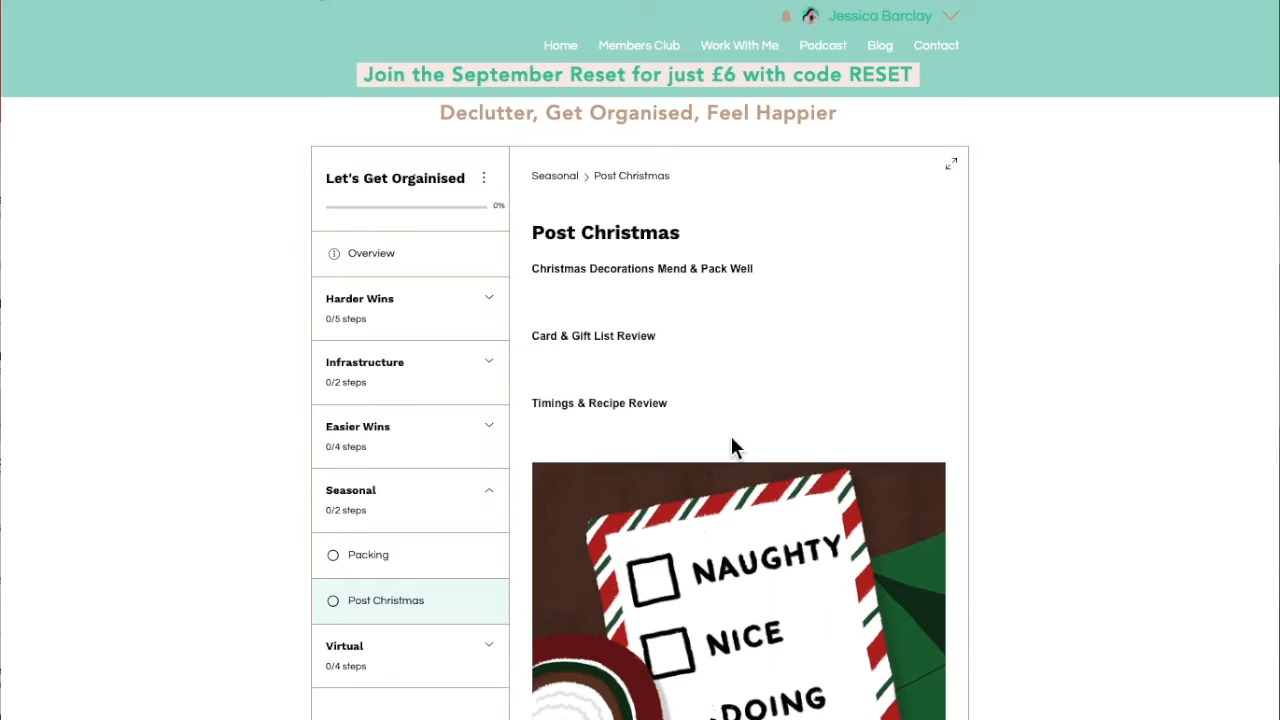 Jessica Barclay
Home Members Club Work With Me Podcast Blog Contact
Join the September Reset for just £6 with code RESET
Declutter, Get Organised, Feel Happier
Let's Get Orgainised
0%
Overview
Harder Wins
0/5 steps
Infrastructure
0/2 steps
Easier Wins
0/4 steps
Seasonal
0/2 steps
Packing
Post Christmas
Virtual
0/4 steps
Seasonal > Post Christmas
Post Christmas
Christmas Decorations Mend & Pack Well
Card & Gift List Review
Timings & Recipe Review
NAUGHTY
NICE
DOING